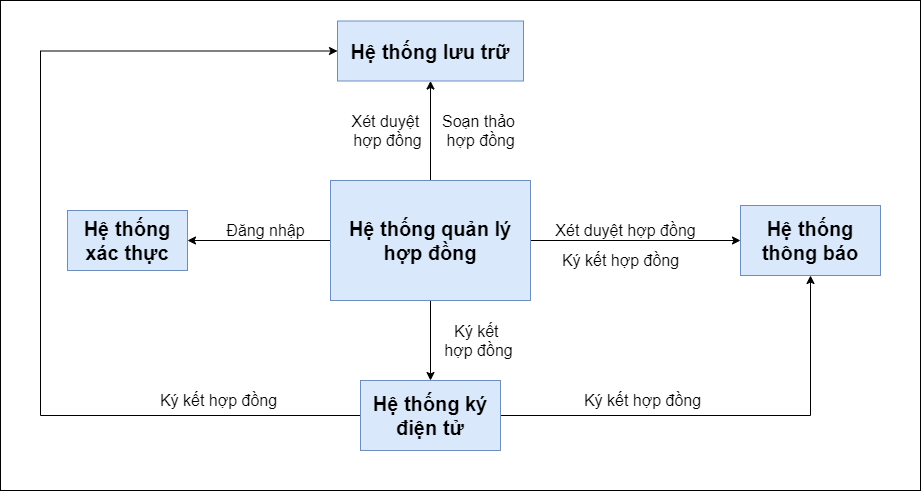 Hệ thống lưu trữ
Xét duyệt
hợp đồng
Soạn thảo
hợp đồng
Hệ thống
xác thực
Đăng nhập
Hệ thống quản lý
hợp đồng
Xét duyệt hợp đồng
Ký kết hợp đồng
Hệ thống
thông báo
Ký kết
hợp đồng
Ký kết hợp đồng
Hệ thống ký
điện tử
Ký kết hợp đồng